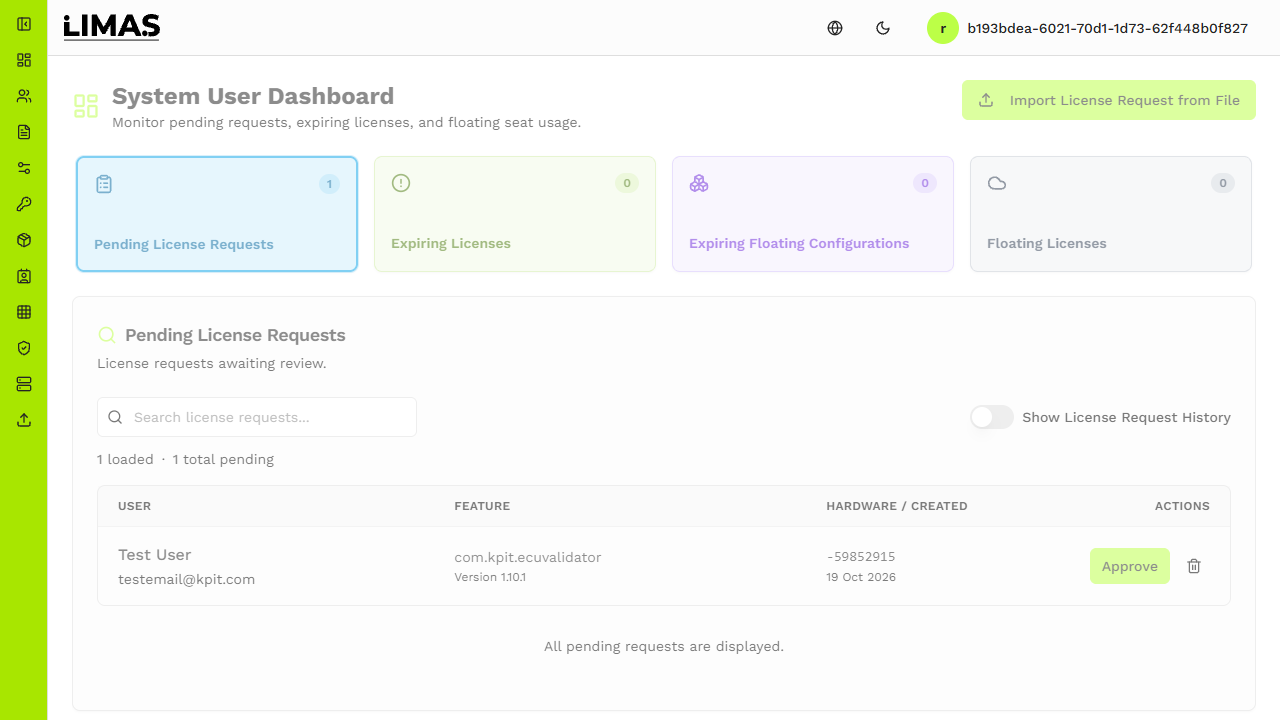 LIMAS
r
b193bdea-6021-70d1-1d73-62f448b0f827
System User Dashboard
Monitor pending requests, expiring licenses, and floating seat usage.
Import License Request from File
1
Pending License Requests
0
Expiring Licenses
0
Expiring Floating Configurations
0
Floating Licenses
Pending License Requests
License requests awaiting review.
Search license requests...
Show License Request History
1 loaded · 1 total pending
USER FEATURE HARDWARE / CREATED ACTIONS
Test User
testemail@kpit.com
com.kpit.ecuvalidator
Version 1.10.1
-59852915
19 Oct 2026
Approve
All pending requests are displayed.